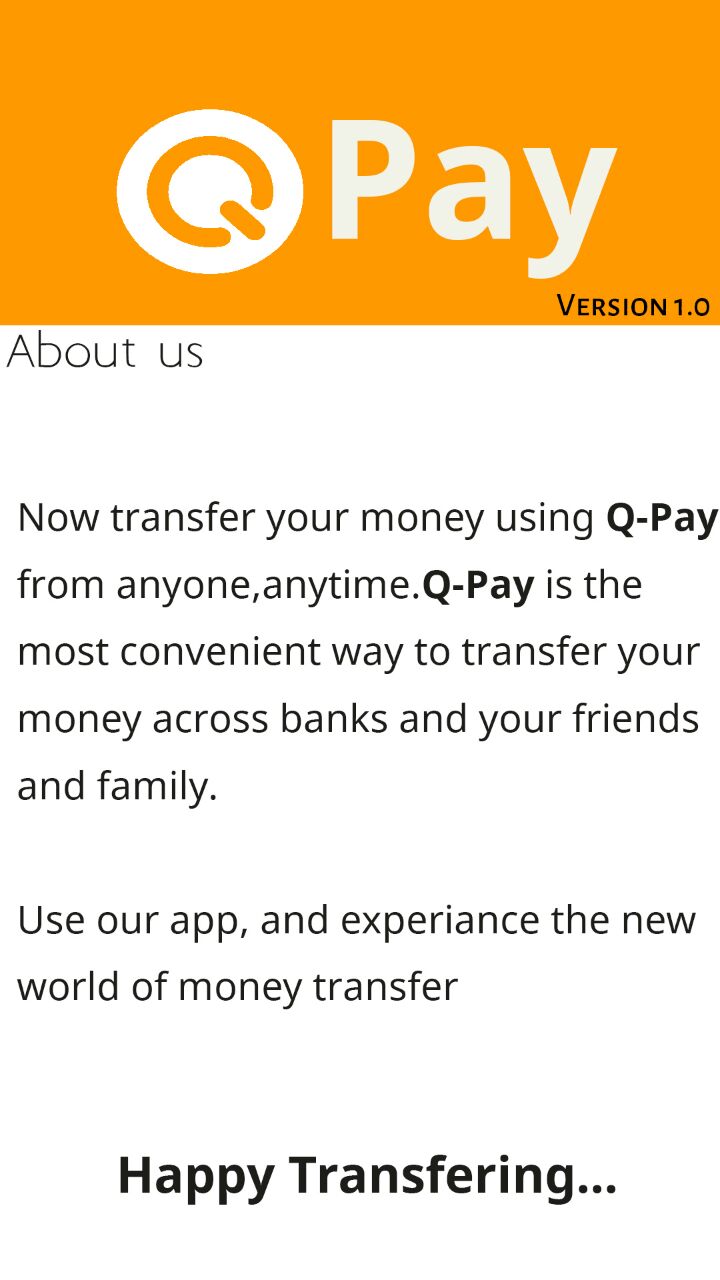 Q Pay
VERSION 1.0
About us
Now transfer your money using Q-Pay
from anyone,anytime.Q-Pay is the
most convenient way to transfer your
money across banks and your friends
and family.
Use our app, and experiance the new
world of money transfer
Happy Transfering...